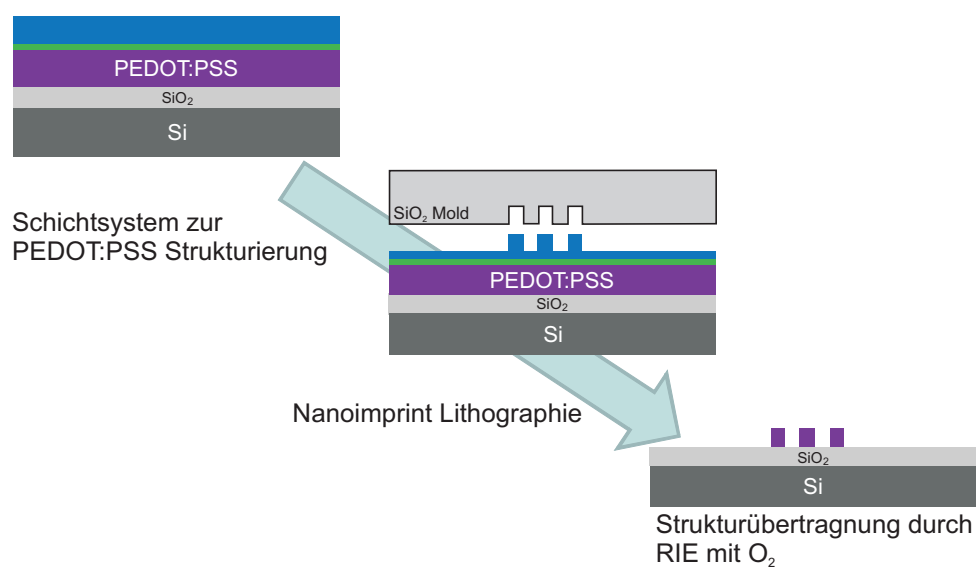 PEDOT:PSS
SiO₂
Si
Schichtsystem zur
PEDOT:PSS Strukturierung
SiO₂ Mold
PEDOT:PSS
SiO₂
Si
Nanoimprint Lithographie
SiO₂
Si
Strukturübertragnung durch
RIE mit O₂